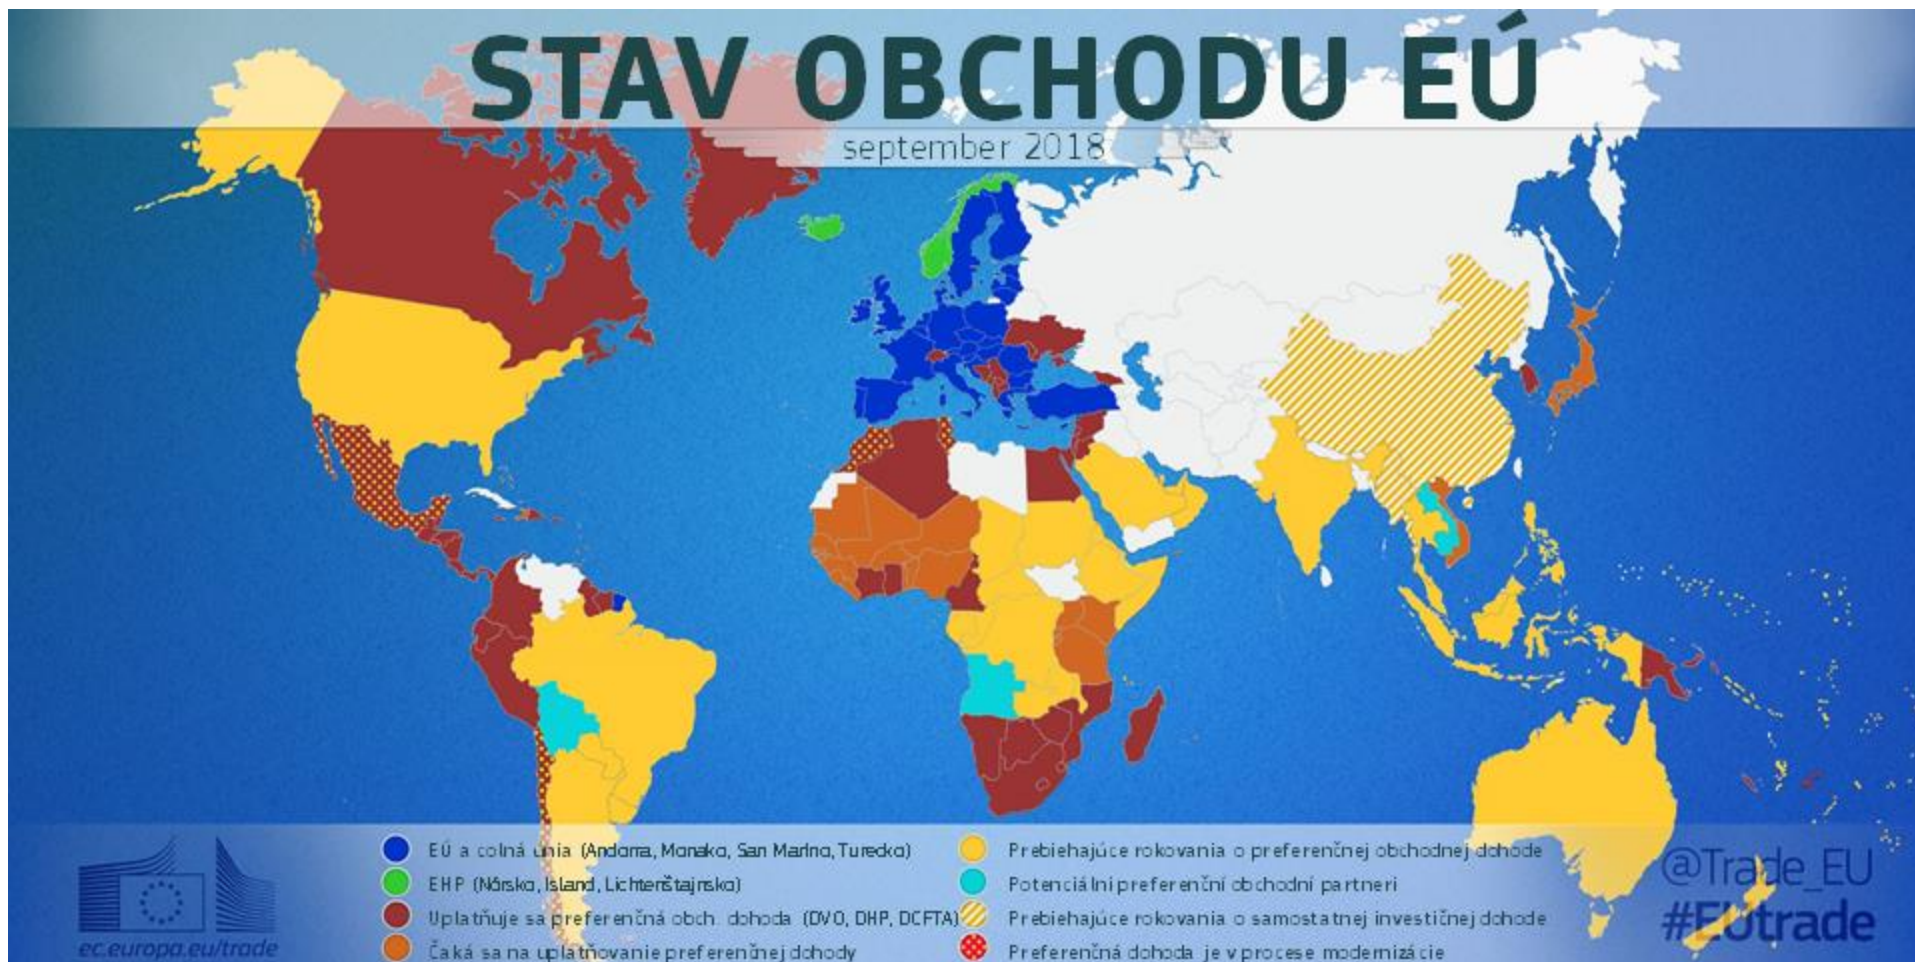 STAV OBCHODU EÚ
september 2018
EÚ a colná únia (Andorra, Monako, San Maríno, Turecko)
EHP (Nórsko, Island, Lichtenštajnsko)
Uplatňuje sa preferenčná obch. dohoda (DVO, DHP, DCFTA)
Čaká sa na uplatňovanie preferenčnej dohody
Prebiehajúce rokovania o preferenčnej obchodnej dohode
Potenciálni preferenční obchodní partneri
Prebiehajúce rokovania o samostatnej investičnej dohode
Preferenčná dohoda je v procese modernizácie
ec.europa.eu/trade
@Trade_EU
#EUtrade